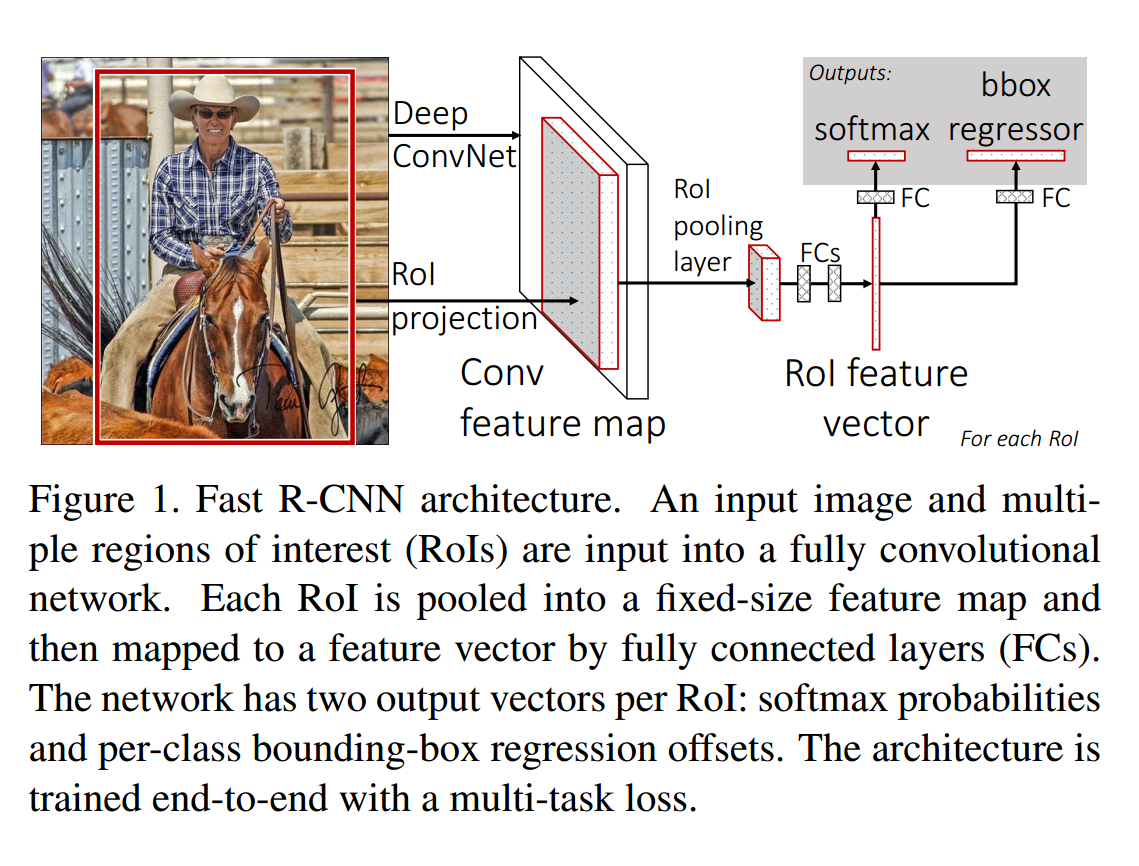 Deep
ConvNet
RoI
projection
Conv
feature map
RoI
pooling
layer
FCs
RoI feature
vector
For each RoI
Outputs:
softmax
bbox
regressor
FC
FC
Figure 1. Fast R-CNN architecture. An input image and multi-
ple regions of interest (RoIs) are input into a fully convolutional
network. Each RoI is pooled into a fixed-size feature map and
then mapped to a feature vector by fully connected layers (FCs).
The network has two output vectors per RoI: softmax probabilities
and per-class bounding-box regression offsets. The architecture is
trained end-to-end with a multi-task loss.